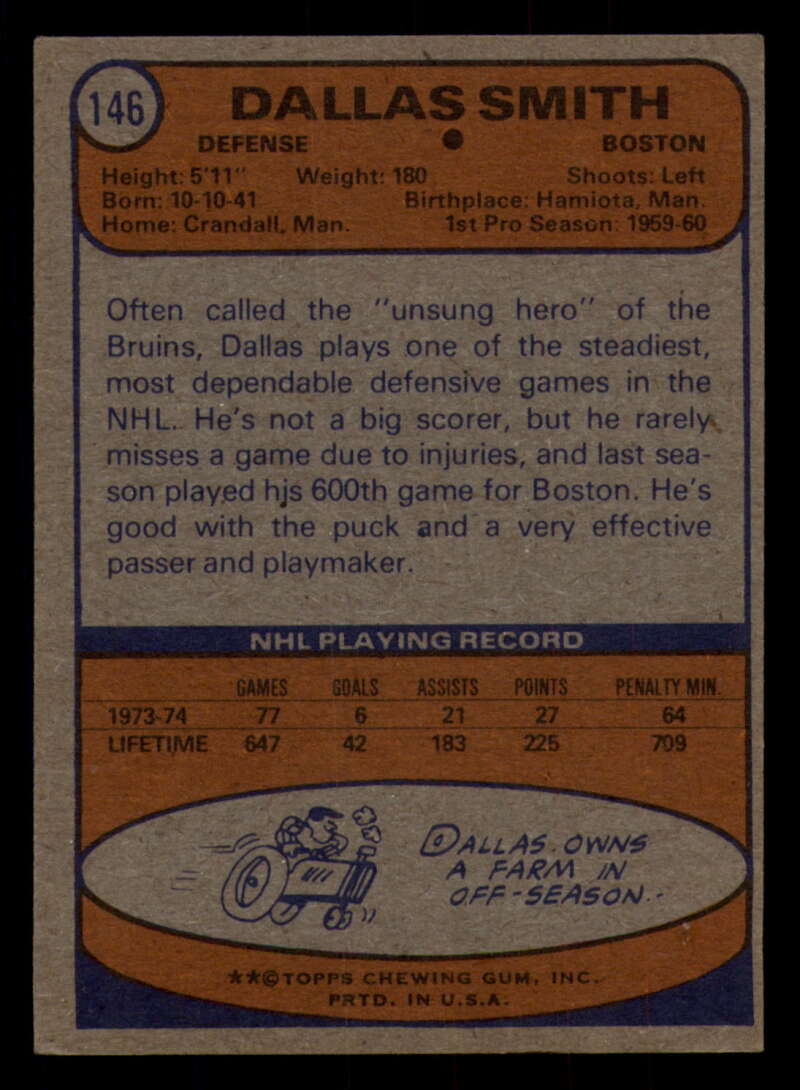 146
DALLAS SMITH
DEFENSE BOSTON
Height: 5'11" Weight: 180 Shoots: Left
Born: 10-10-41 Birthplace: Hamiota, Man.
Home: Crandall, Man. 1st Pro Season: 1959-60
Often called the "unsung hero" of the
Bruins, Dallas plays one of the steadiest,
most dependable defensive games in the
NHL. He's not a big scorer, but he rarely
misses a game due to injuries, and last sea-
son played his 600th game for Boston. He's
good with the puck and a very effective
passer and playmaker.
NHL PLAYING RECORD
GAMES GOALS ASSISTS POINTS PENALTY MIN.
1973-74 77 6 21 27 64
LIFETIME 647 42 183 225 709
DALLAS OWNS
A FARM IN
OFF-SEASON.
**©TOPPS CHEWING GUM, INC.
PRTD. IN U.S.A.